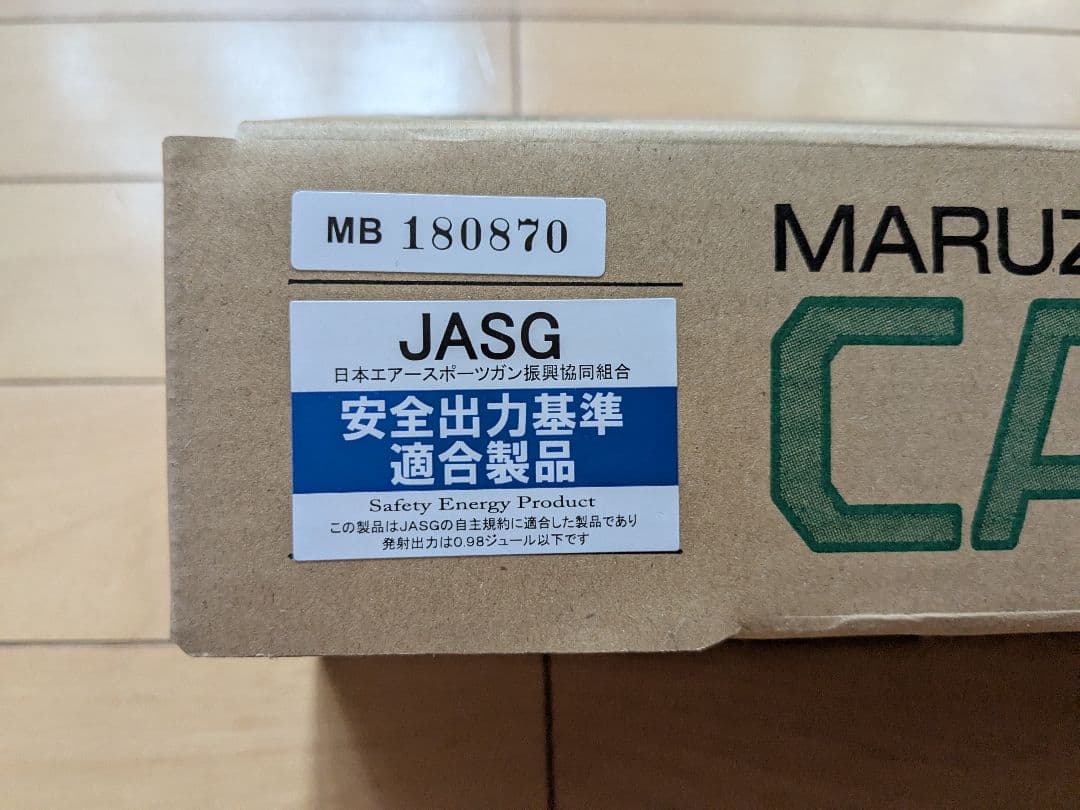 MB 180870
JASG
日本エアースポーツガン振興協同組合
安全出力基準
適合製品
Safety Energy Product
この製品はJASGの自主規約に適合した製品であり
発射出力は0.98ジュール以下です
MARUZ
CA